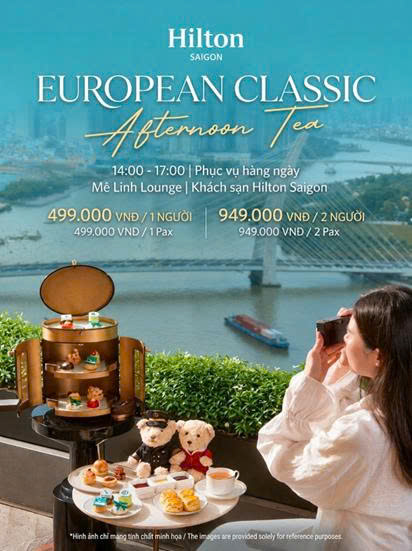 Hilton
SAIGON
EUROPEAN CLASSIC
Afternoon Tea
14:00 - 17:00 | Phục vụ hàng ngày
Mê Linh Lounge | Khách sạn Hilton Saigon
499.000 VNĐ / 1 NGƯỜI
499.000 VNĐ / 1 Pax
949.000 VNĐ / 2 NGƯỜI
949.000 VNĐ / 2 Pax
*Hình ảnh chỉ mang tính chất minh họa / The images are provided solely for reference purposes.